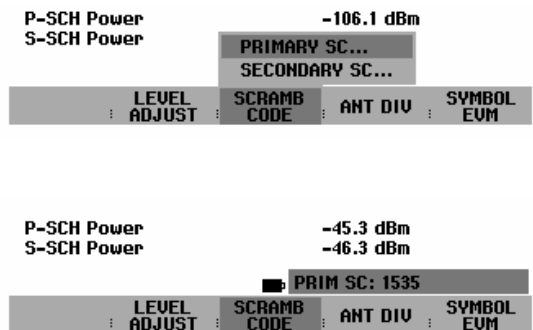 P-SCH Power -106.1 dBm
S-SCH Power
PRIMARY SC...
SECONDARY SC...
LEVEL ADJUST : SCRAMB CODE : ANT DIV : SYMBOL EVM
P-SCH Power -45.3 dBm
S-SCH Power -46.3 dBm
PRIM SC: 1535
LEVEL ADJUST : SCRAMB CODE : ANT DIV : SYMBOL EVM